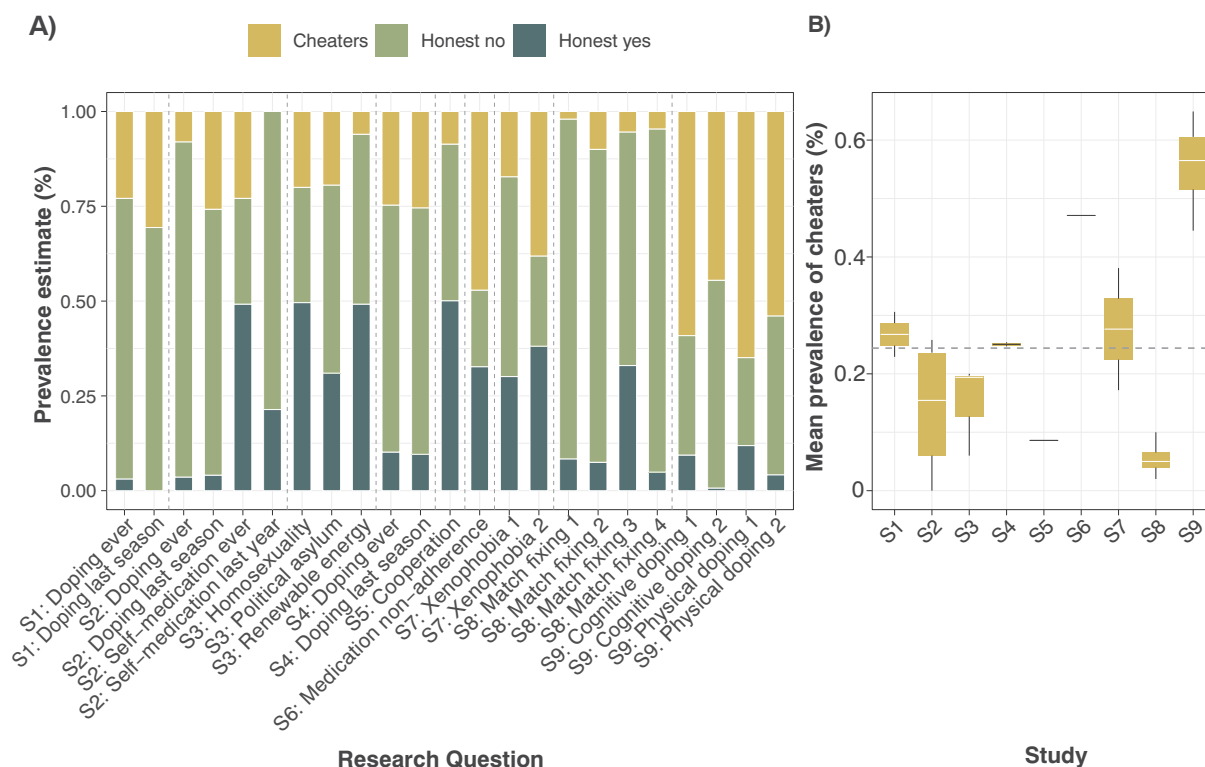 A)
Cheaters Honest no Honest yes
Prevalence estimate (%)
1.00
0.75
0.50
0.25
0.00
S1: Doping ever
S1: Doping last season
S2: Doping ever
S2: Doping last season
S2: Self−medication ever
S2: Self−medication last year
S3: Homosexuality
S3: Political asylum
S3: Renewable energy
S4: Doping ever
S4: Doping last season
S5: Cooperation
S6: Medication non−adherence
S7: Xenophobia 1
S7: Xenophobia 2
S8: Match fixing 1
S8: Match fixing 2
S8: Match fixing 3
S8: Match fixing 4
S9: Cognitive doping 1
S9: Cognitive doping 2
S9: Physical doping 1
S9: Physical doping 2
Research Question
B)
Mean prevalence of cheaters (%)
0.6
0.4
0.2
0
S1
S2
S3
S4
S5
S6
S7
S8
S9
Study